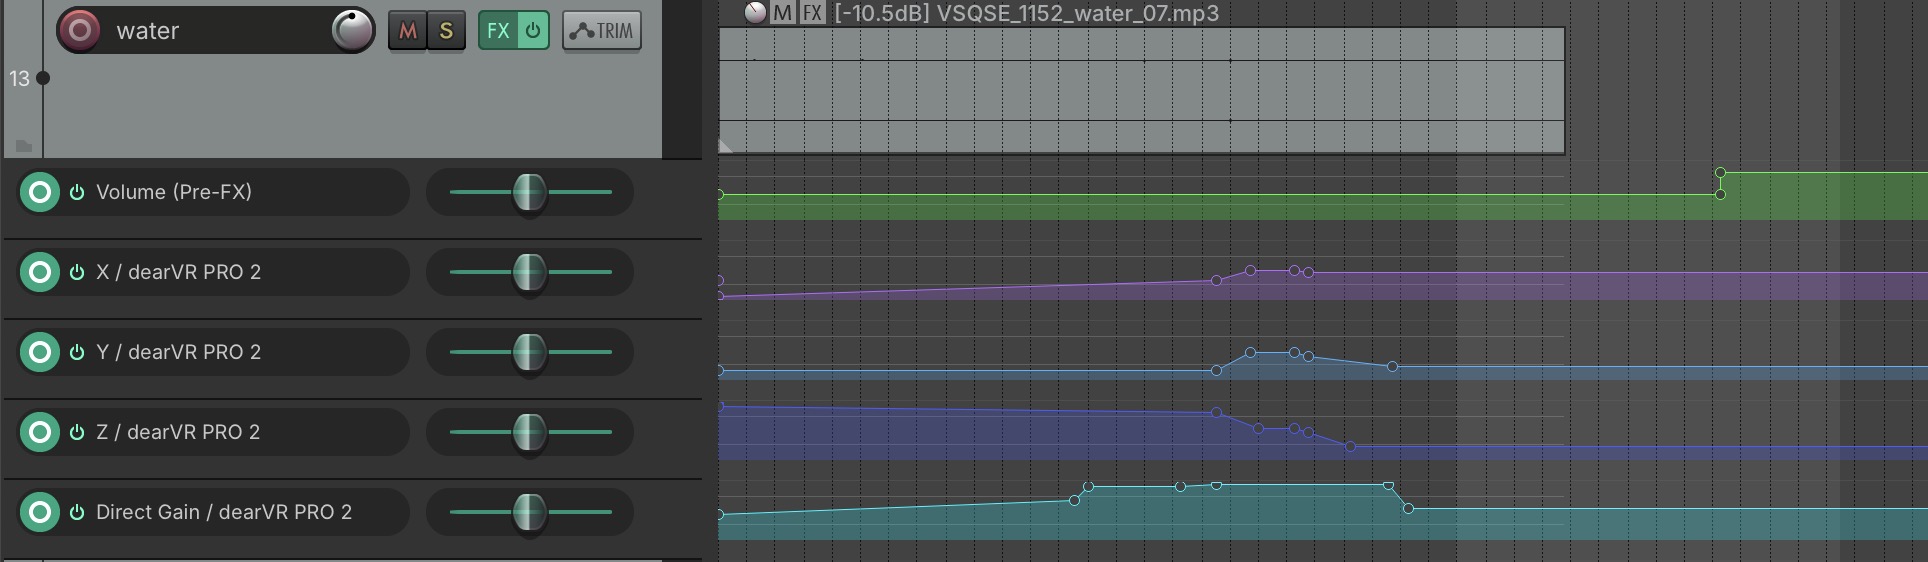 water M S FX TRIM
M FX [-10.5dB] VSQSE_1152_water_07.mp3
13
Volume (Pre-FX)
X / dearVR PRO 2
Y / dearVR PRO 2
Z / dearVR PRO 2
Direct Gain / dearVR PRO 2